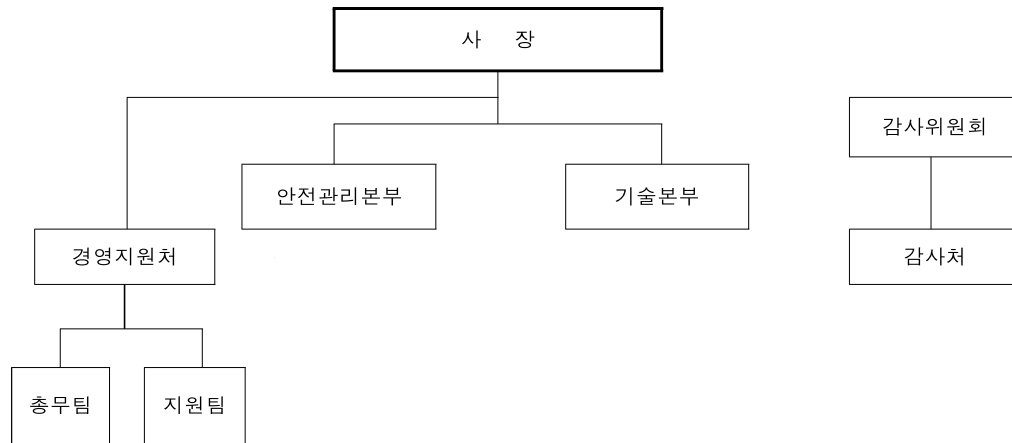 사 장
감사위원회
안전관리본부
기술본부
경영지원처
감사처
총무팀
지원팀